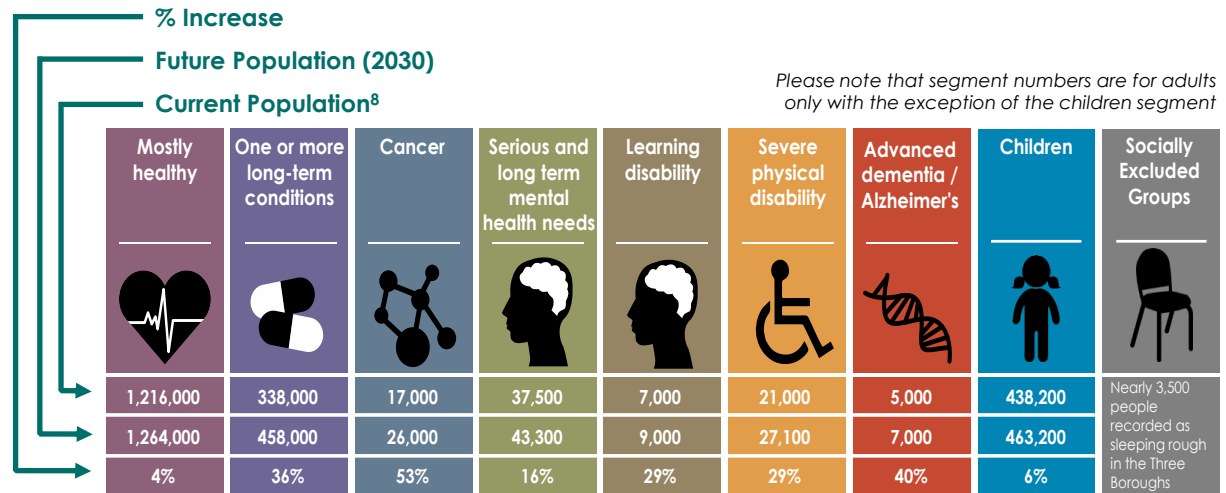 % Increase
Future Population (2030)
Current Population⁸
Please note that segment numbers are for adults
only with the exception of the children segment
Mostly
healthy
One or more
long-term
conditions
Cancer
Serious and
long term
mental
health needs
Learning
disability
Severe
physical
disability
Advanced
dementia /
Alzheimer's
Children
Socially
Excluded
Groups
1,216,000
338,000
17,000
37,500
7,000
21,000
5,000
438,200
1,264,000
458,000
26,000
43,300
9,000
27,100
7,000
463,200
4%
36%
53%
16%
29%
29%
40%
6%
Nearly 3,500
people
recorded as
sleeping rough
in the Three
Boroughs